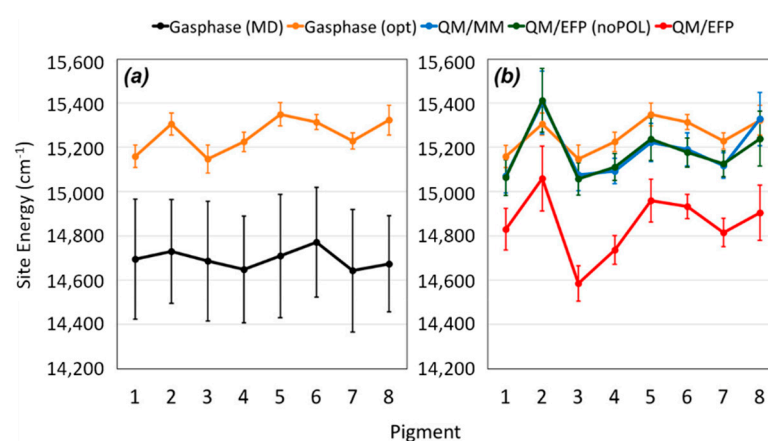 Gasphase (MD) Gasphase (opt) QM/MM QM/EFP (noPOL) QM/EFP
(a) (b)
Site Energy (cm⁻¹)
15,600 15,600
15,400 15,400
15,200 15,200
15,000 15,000
14,800 14,800
14,600 14,600
14,400 14,400
14,200 14,200
1 2 3 4 5 6 7 8 1 2 3 4 5 6 7 8
Pigment